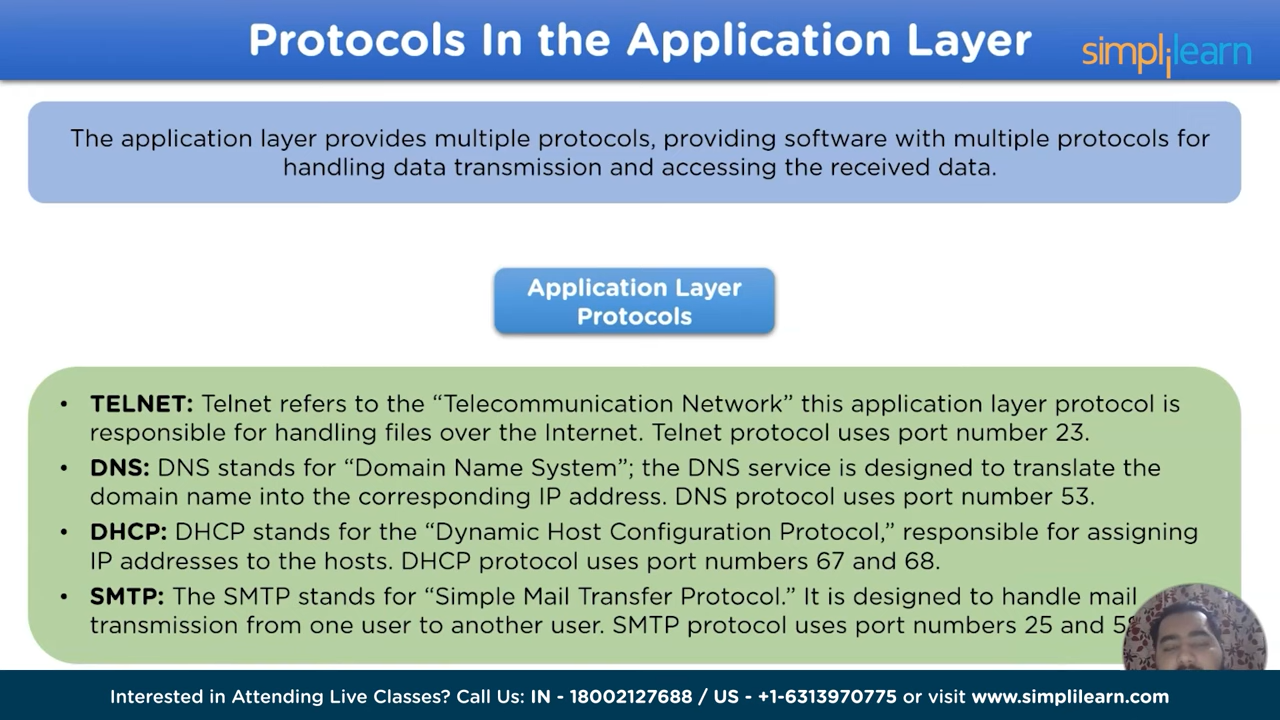 Protocols In the Application Layer
simplilearn
The application layer provides multiple protocols, providing software with multiple protocols for
handling data transmission and accessing the received data.
Application Layer
Protocols
• TELNET: Telnet refers to the “Telecommunication Network” this application layer protocol is
responsible for handling files over the Internet. Telnet protocol uses port number 23.
• DNS: DNS stands for “Domain Name System”; the DNS service is designed to translate the
domain name into the corresponding IP address. DNS protocol uses port number 53.
• DHCP: DHCP stands for the “Dynamic Host Configuration Protocol,” responsible for assigning
IP addresses to the hosts. DHCP protocol uses port numbers 67 and 68.
• SMTP: The SMTP stands for “Simple Mail Transfer Protocol.” It is designed to handle mail
transmission from one user to another user. SMTP protocol uses port numbers 25 and
Interested in Attending Live Classes? Call Us: IN - 18002127688 / US - +1-6313970775 or visit www.simplilearn.com